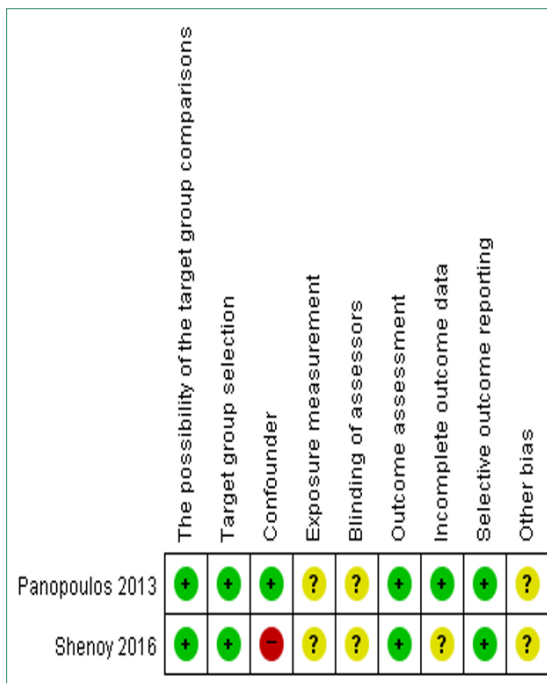 The possibility of the target group comparisons
Target group selection
Confounder
Exposure measurement
Blinding of assessors
Outcome assessment
Incomplete outcome data
Selective outcome reporting
Other bias
Panopoulos 2013 + + + ? ? + + + ?
Shenoy 2016 + + − ? ? + ? + ?